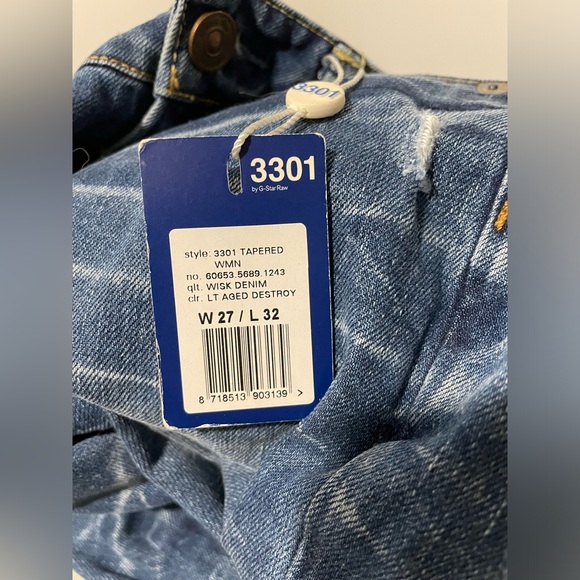 3301
3301
by G-Star Raw
style: 3301 TAPERED
WMN
no. 60653.5689.1243
qlt. WISK DENIM
clr. LT AGED DESTROY
W 27 / L 32
8 718513 903139 >